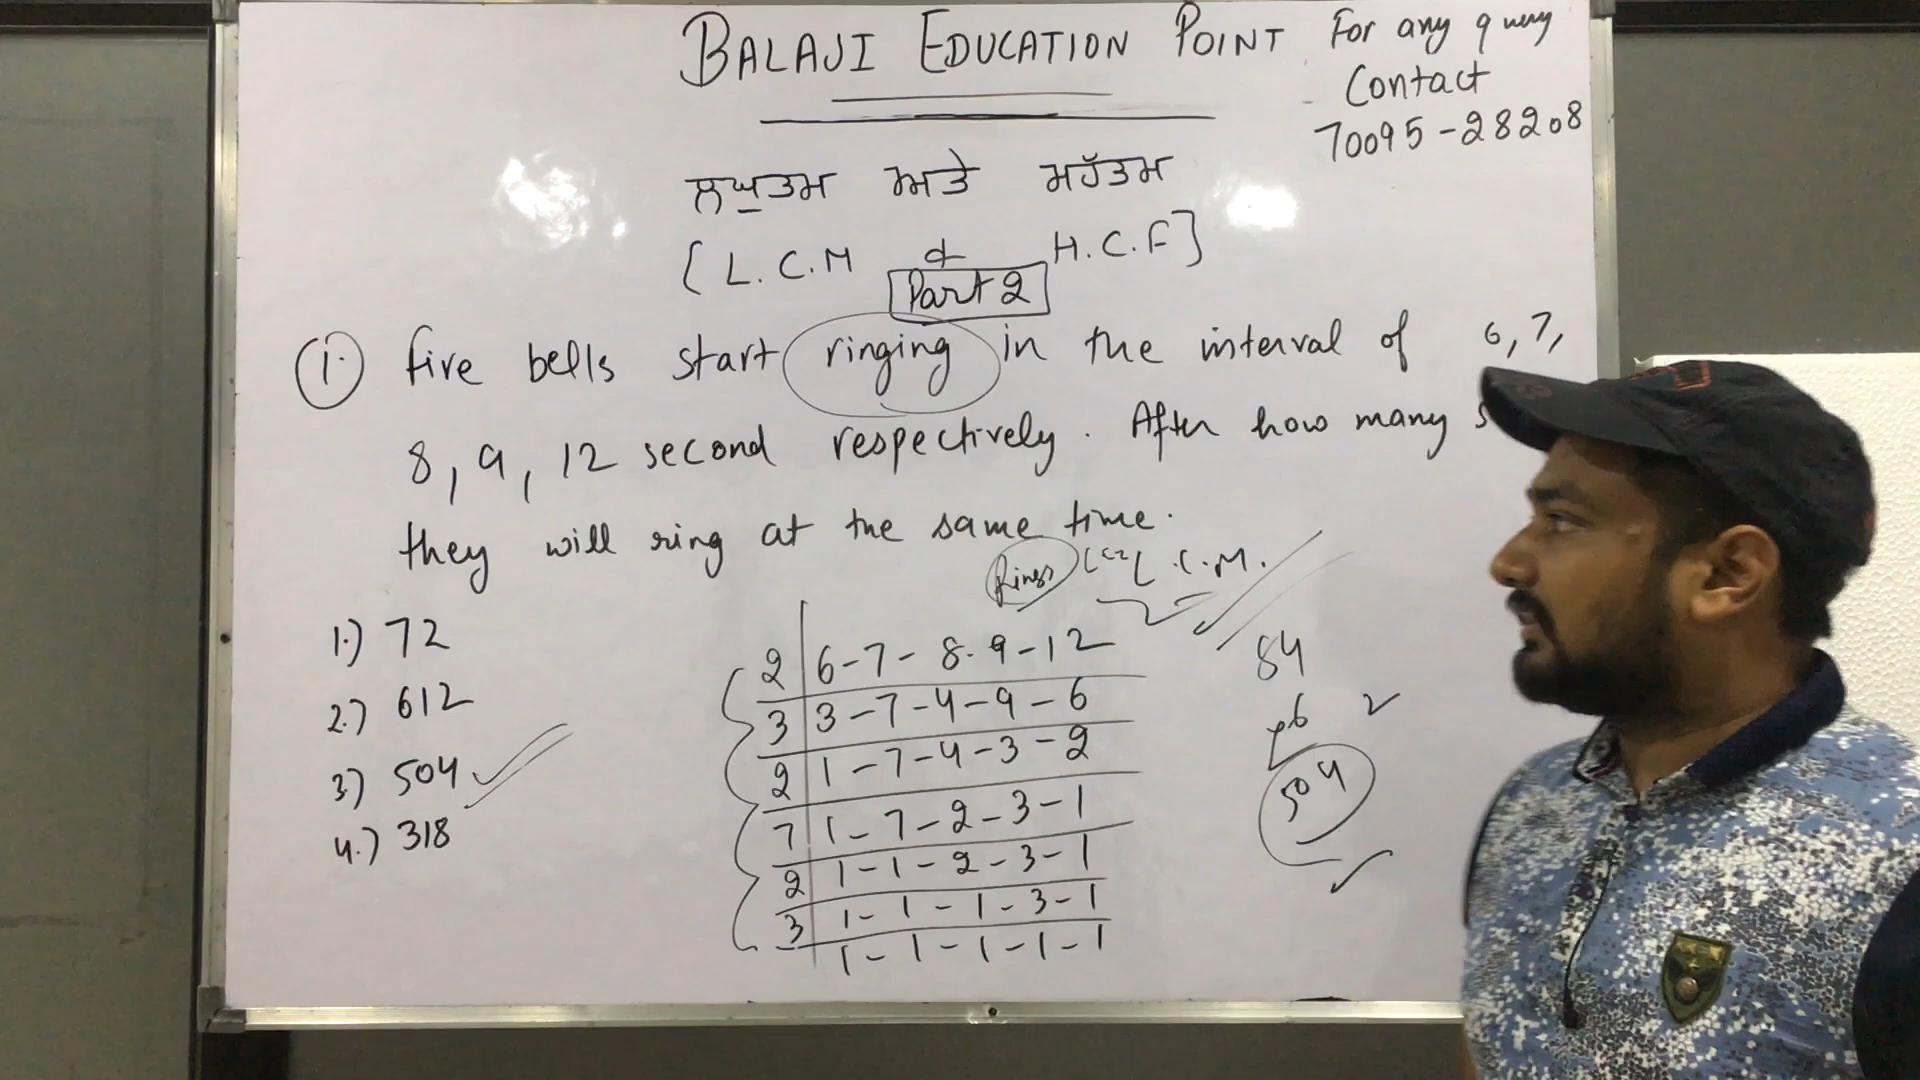 BALAJI EDUCATION POINT
For any query
Contact
70095-28208
ਲਘੁਤਮ ਅਤੇ ਮਹੱਤਮ
[L.C.M & H.C.F]
Part 2
1. five bells start ringing in the interval of 6, 7,
8, 9, 12 second respectively. After how many s
they will ring at the same time.
L.C.M.
1.) 72
2.) 612
3) 504
4.) 318
2 | 6-7-8-9-12
3 | 3-7-4-9-6
2 | 1-7-4-3-2
7 | 1-7-2-3-1
2 | 1-1-2-3-1
3 | 1-1-1-3-1
1-1-1-1-1
84
504